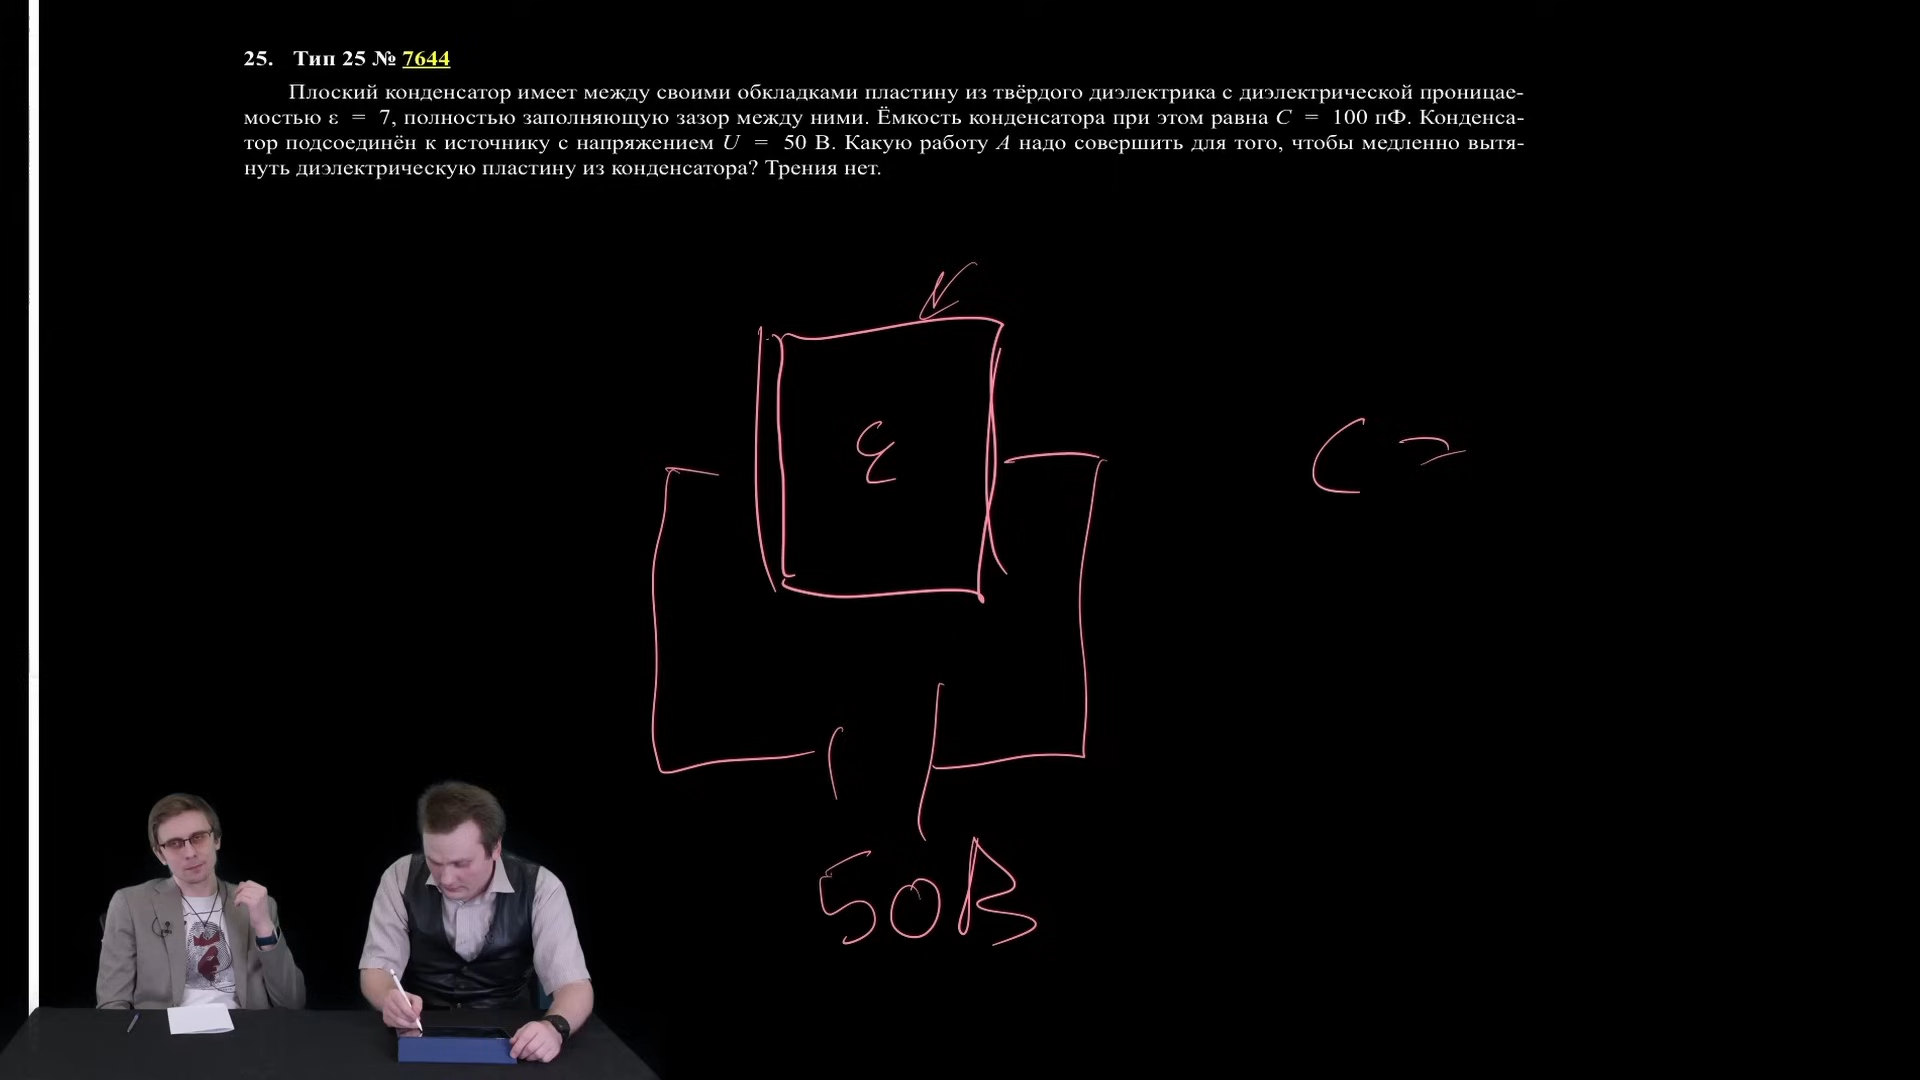 25. Тип 25 № 7644
Плоский конденсатор имеет между своими обкладками пластину из твёрдого диэлектрика с диэлектрической проницае-
мостью ε = 7, полностью заполняющую зазор между ними. Ёмкость конденсатора при этом равна C = 100 пФ. Конденса-
тор подсоединён к источнику с напряжением U = 50 В. Какую работу A надо совершить для того, чтобы медленно вытя-
нуть диэлектрическую пластину из конденсатора? Трения нет.
ε
C =
50В